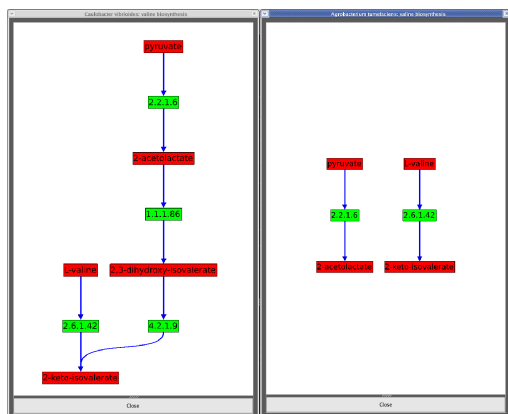 Caulobacter vibrioides: valine biosynthesis
pyruvate
2.2.1.6
2-acetolactate
1.1.1.86
L-valine
2,3-dihydroxy-isovalerate
2.6.1.42
4.2.1.9
2-keto-isovalerate
Close
Agrobacterium tumefaciens: valine biosynthesis
pyruvate
L-valine
2.2.1.6
2.6.1.42
2-acetolactate
2-keto-isovalerate
Close